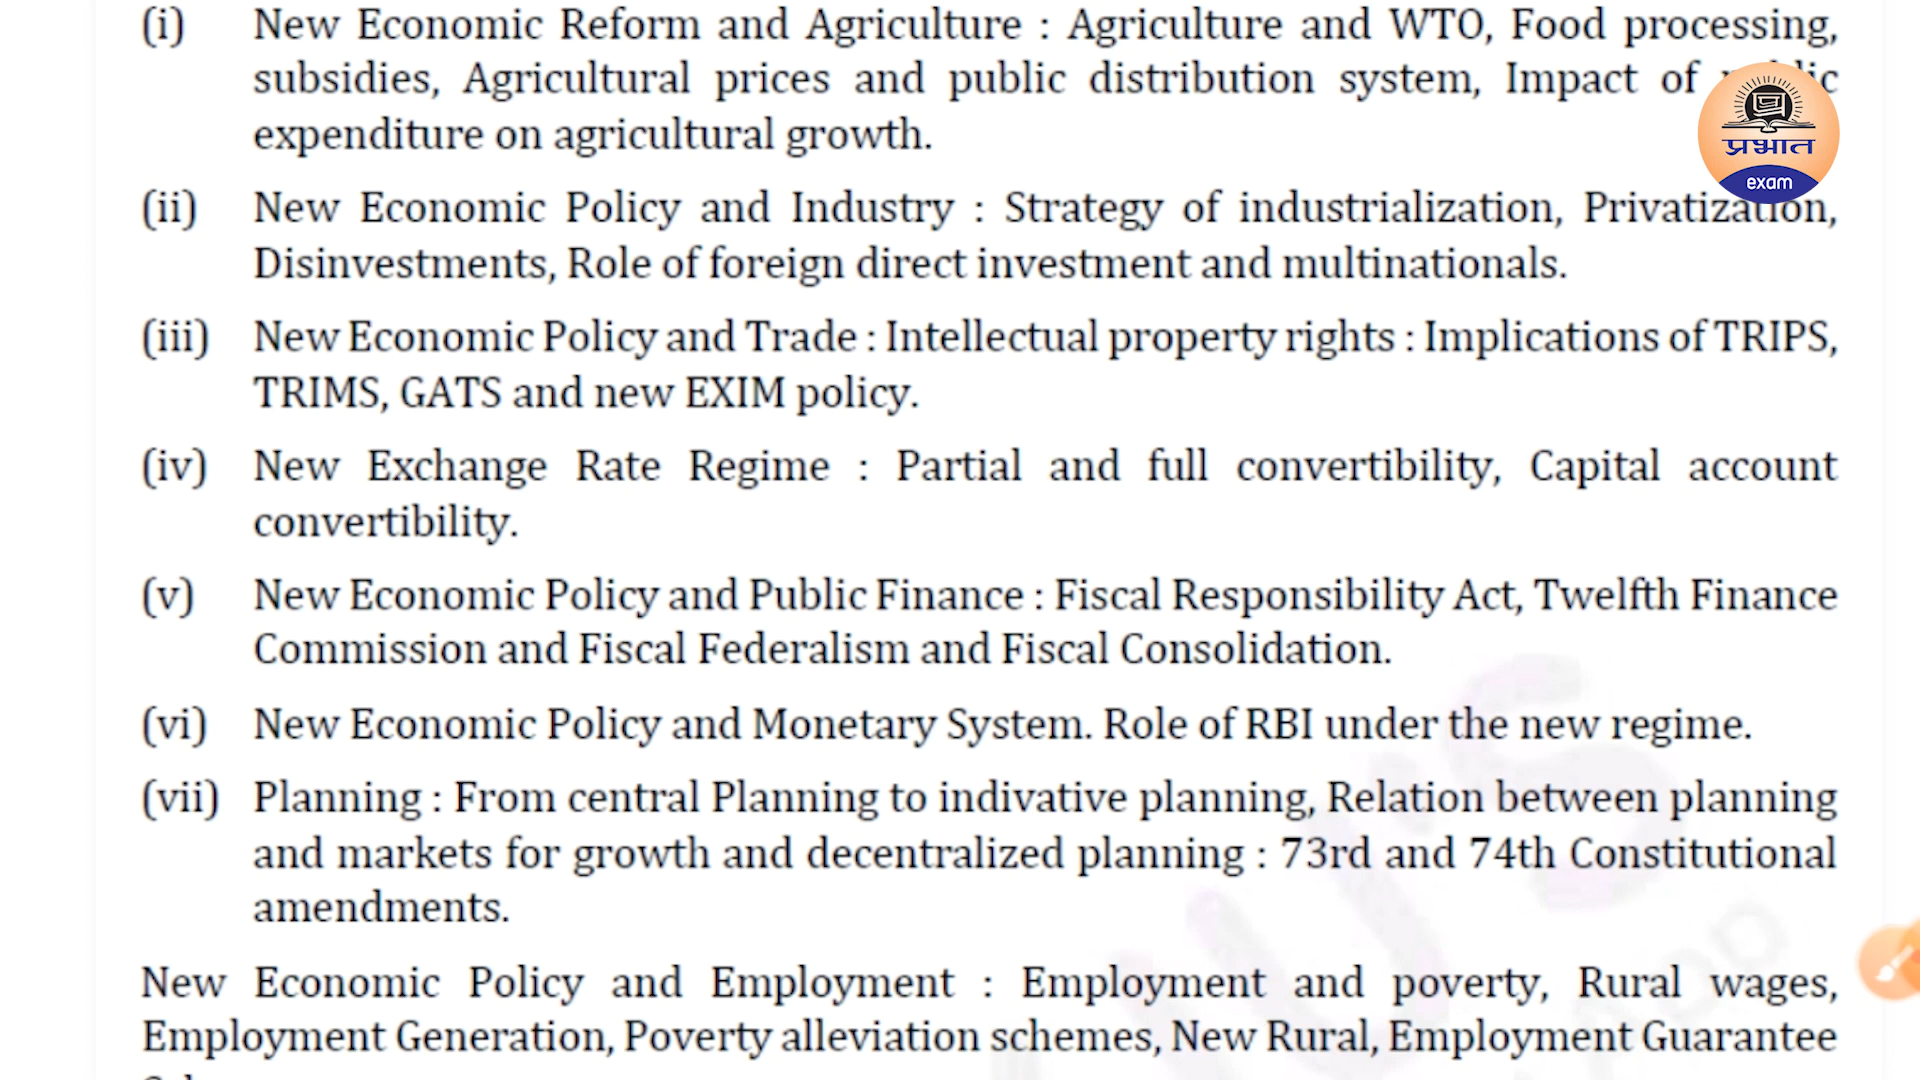 (i) New Economic Reform and Agriculture : Agriculture and WTO, Food processing,
subsidies, Agricultural prices and public distribution system, Impact of
expenditure on agricultural growth.
प्रभात
exam
(ii) New Economic Policy and Industry : Strategy of industrialization, Privatization,
Disinvestments, Role of foreign direct investment and multinationals.
(iii) New Economic Policy and Trade : Intellectual property rights : Implications of TRIPS,
TRIMS, GATS and new EXIM policy.
(iv) New Exchange Rate Regime : Partial and full convertibility, Capital account
convertibility.
(v) New Economic Policy and Public Finance : Fiscal Responsibility Act, Twelfth Finance
Commission and Fiscal Federalism and Fiscal Consolidation.
(vi) New Economic Policy and Monetary System. Role of RBI under the new regime.
(vii) Planning : From central Planning to indivative planning, Relation between planning
and markets for growth and decentralized planning : 73rd and 74th Constitutional
amendments.
New Economic Policy and Employment : Employment and poverty, Rural wages,
Employment Generation, Poverty alleviation schemes, New Rural, Employment Guarantee